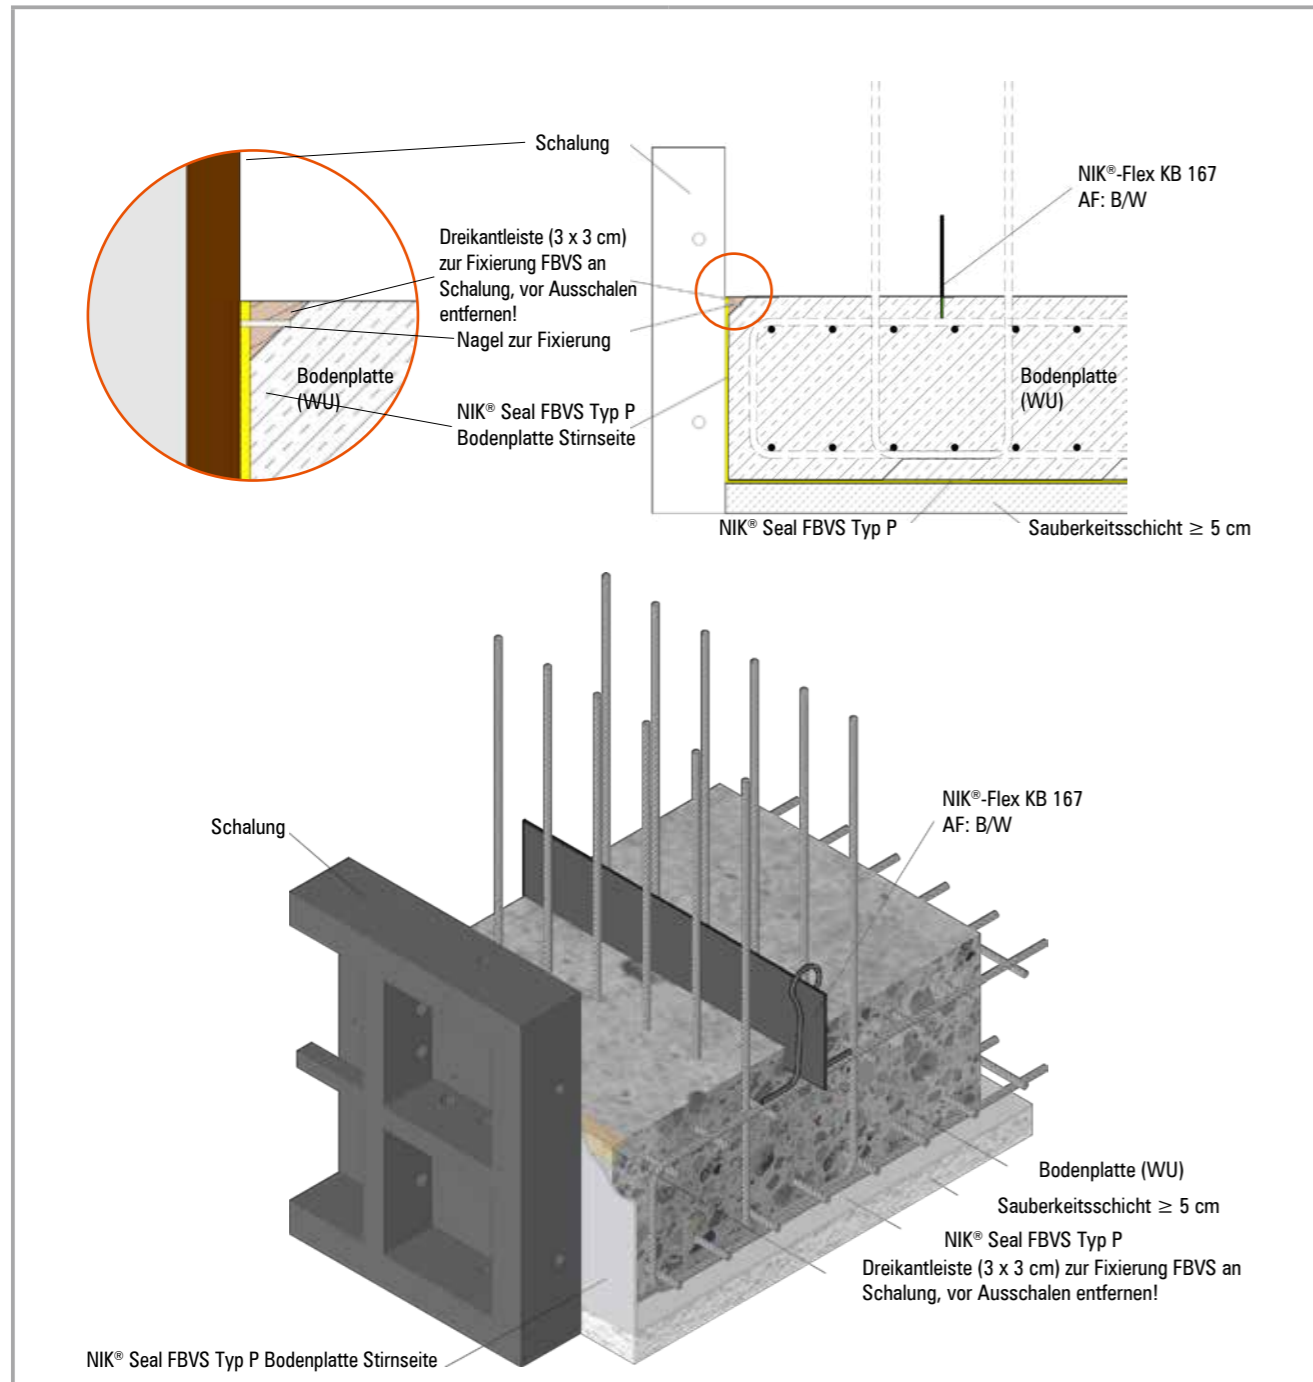 Schalung
NIK®-Flex KB 167
AF: B/W
Dreikantleiste (3 x 3 cm)
zur Fixierung FBVS an
Schalung, vor Ausschalen
entfernen!
Nagel zur Fixierung
Bodenplatte
(WU)
NIK® Seal FBVS Typ P
Bodenplatte Stirnseite
Bodenplatte
(WU)
NIK® Seal FBVS Typ P
Sauberkeitsschicht ≥ 5 cm
Schalung
NIK®-Flex KB 167
AF: B/W
Bodenplatte (WU)
Sauberkeitsschicht ≥ 5 cm
NIK® Seal FBVS Typ P
Dreikantleiste (3 x 3 cm) zur Fixierung FBVS an
Schalung, vor Ausschalen entfernen!
NIK® Seal FBVS Typ P Bodenplatte Stirnseite